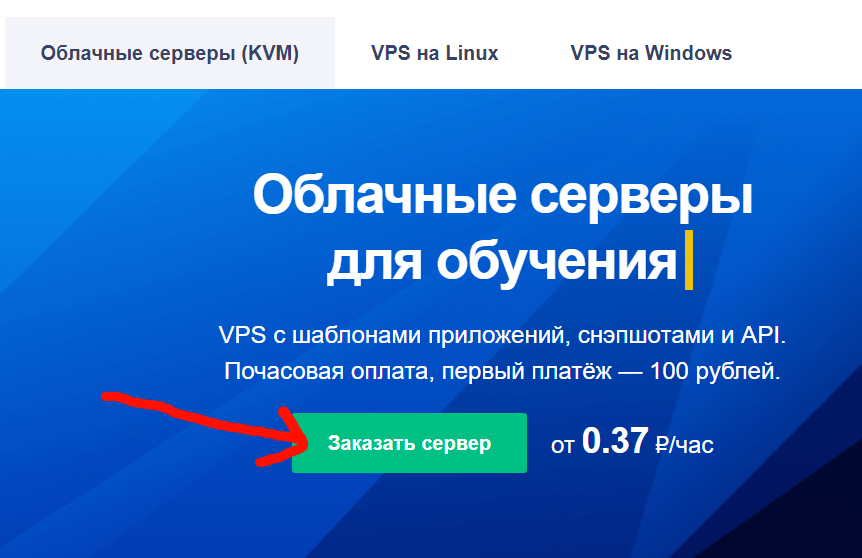 Облачные серверы (KVM) VPS на Linux VPS на Windows
Облачные серверы
для обучения
VPS с шаблонами приложений, снэпшотами и API.
Почасовая оплата, первый платёж — 100 рублей.
Заказать сервер от 0.37 ₽/час